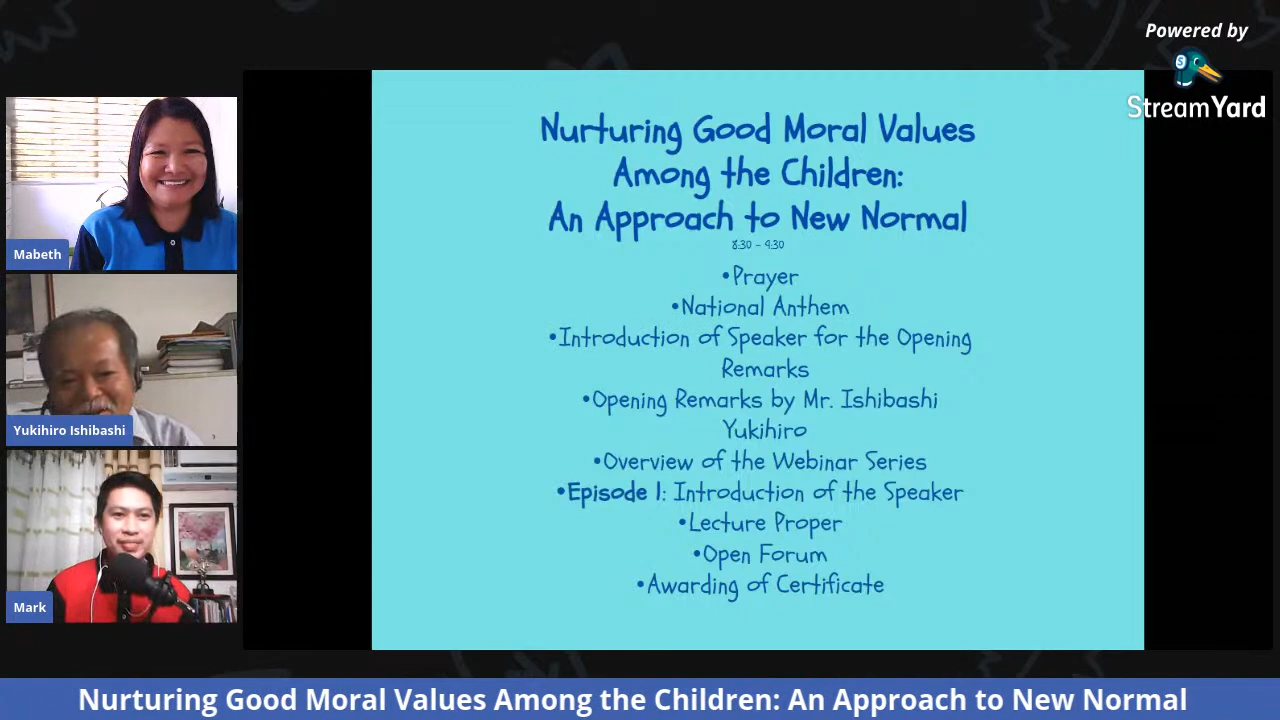 Powered by
StreamYard
Nurturing Good Moral Values
Among the Children:
An Approach to New Normal
8:30 - 9:30
•Prayer
•National Anthem
•Introduction of Speaker for the Opening
Remarks
•Opening Remarks by Mr. Ishibashi
Yukihiro
•Overview of the Webinar Series
•Episode 1: Introduction of the Speaker
•Lecture Proper
•Open Forum
•Awarding of Certificate
Mabeth
Yukihiro Ishibashi
Mark
Nurturing Good Moral Values Among the Children: An Approach to New Normal